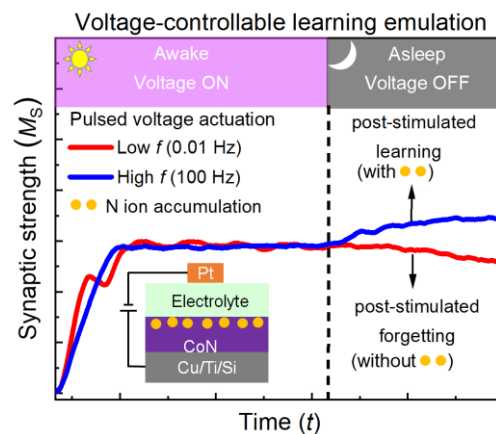 Voltage-controllable learning emulation
Awake
Voltage ON
Asleep
Voltage OFF
Pulsed voltage actuation
Low f (0.01 Hz)
High f (100 Hz)
N ion accumulation
post-stimulated
learning
(with )
post-stimulated
forgetting
(without )
Pt
Electrolyte
CoN
Cu/Ti/Si
Synaptic strength (MS)
Time (t)